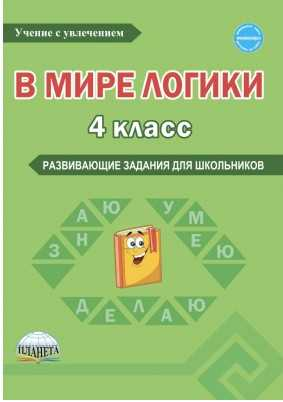 Учение с увлечением
В МИРЕ ЛОГИКИ
4 класс
РАЗВИВАЮЩИЕ ЗАДАНИЯ ДЛЯ ШКОЛЬНИКОВ
А Ю У М
З Н Е Ю
Д Е Л А Ю
ПЛАНЕТА